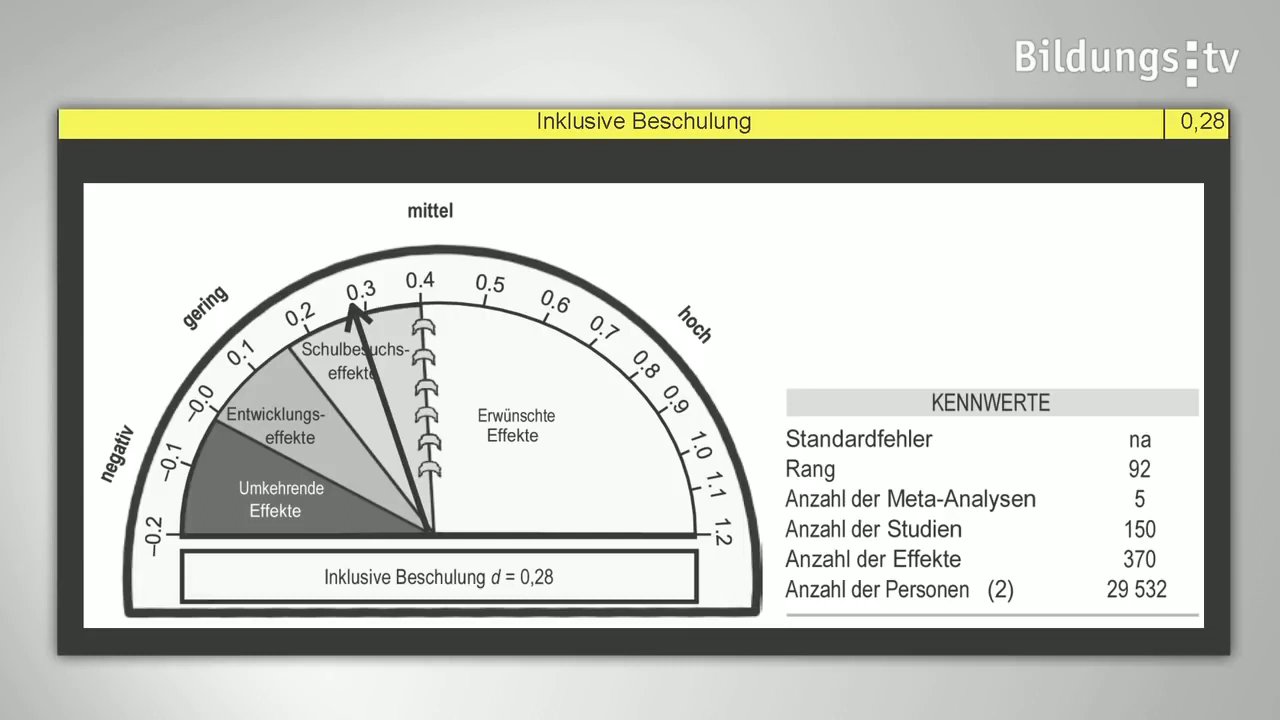 Bildungs:tv
Inklusive Beschulung 0,28
mittel
gering
hoch
negativ
–0.2
–0.1
–0.0
0.1
0.2
0.3
0.4
0.5
0.6
0.7
0.8
0.9
1.0
1.1
1.2
Schulbesuchs-
effekte
Entwicklungs-
effekte
Umkehrende
Effekte
Erwünschte
Effekte
Inklusive Beschulung d = 0,28
KENNWERTE
Standardfehler na
Rang 92
Anzahl der Meta-Analysen 5
Anzahl der Studien 150
Anzahl der Effekte 370
Anzahl der Personen (2) 29 532